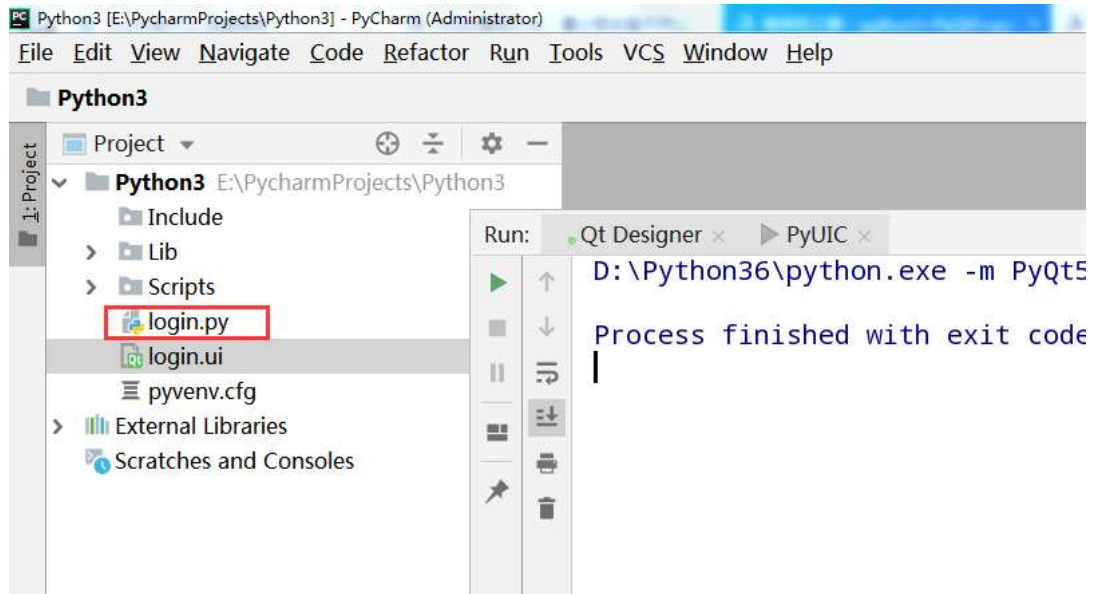 Python3 [E:\PycharmProjects\Python3] - PyCharm (Administrator)
File Edit View Navigate Code Refactor Run Tools VCS Window Help
Python3
1: Project
Project
Python3 E:\PycharmProjects\Python3
Include
Lib
Scripts
login.py
login.ui
pyvenv.cfg
External Libraries
Scratches and Consoles
Run: Qt Designer PyUIC
D:\Python36\python.exe -m PyQt5
Process finished with exit code